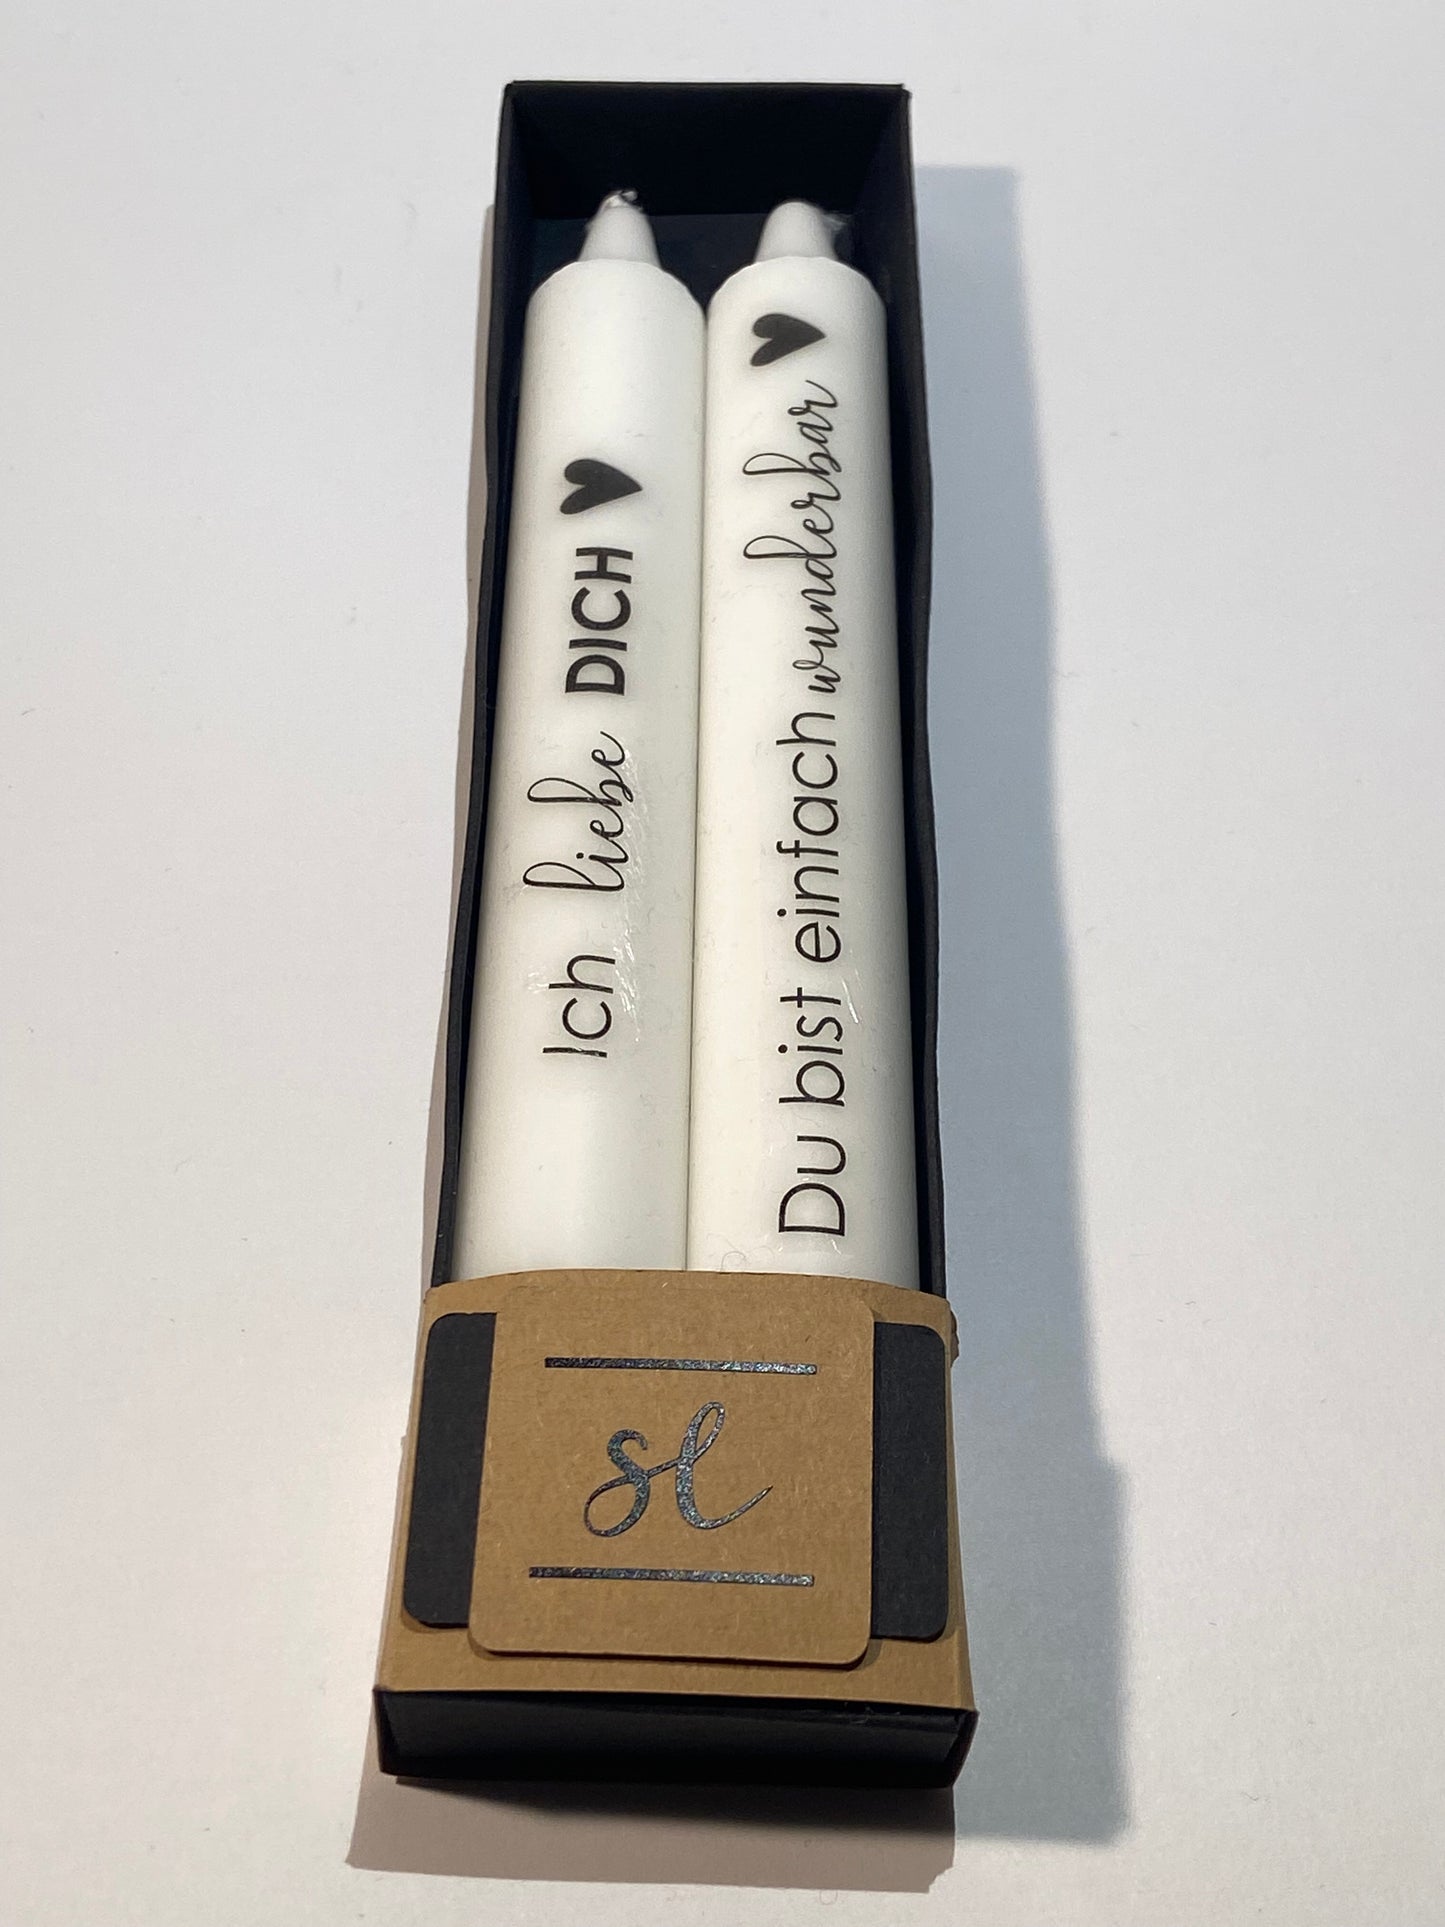 Ich liebe DICH
Du bist einfach wunderbar
sl